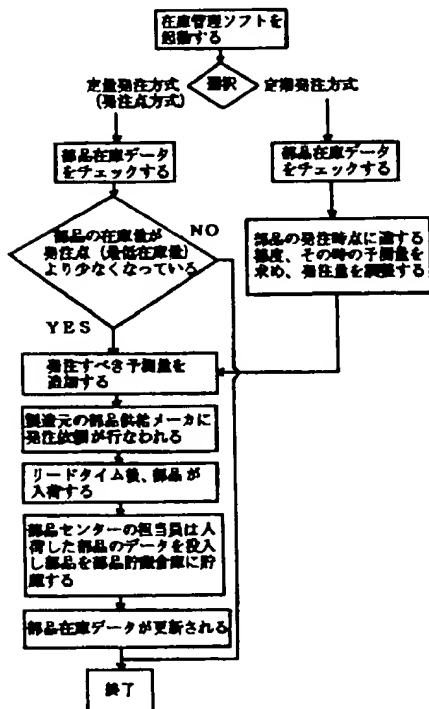 在庫管理ソフトを
起動する
選択
定量発注方式
(発注点方式)
定期発注方式
部品在庫データ
をチェックする
部品在庫データ
をチェックする
部品の在庫量が
発注点(最低在庫量)
より少なくなっている
NO
YES
部品の発注時点に達する
都度、その時の予測量を
求め、発注量を調整する
発注すべき予測量を
追加する
製造元の部品供給メーカに
発注依頼が行なわれる
リードタイム後、部品が
入荷する
部品センターの担当員は入
荷した部品のデータを投入
し部品を部品貯蔵倉庫に貯
蔵する
部品在庫データが更新される
終了